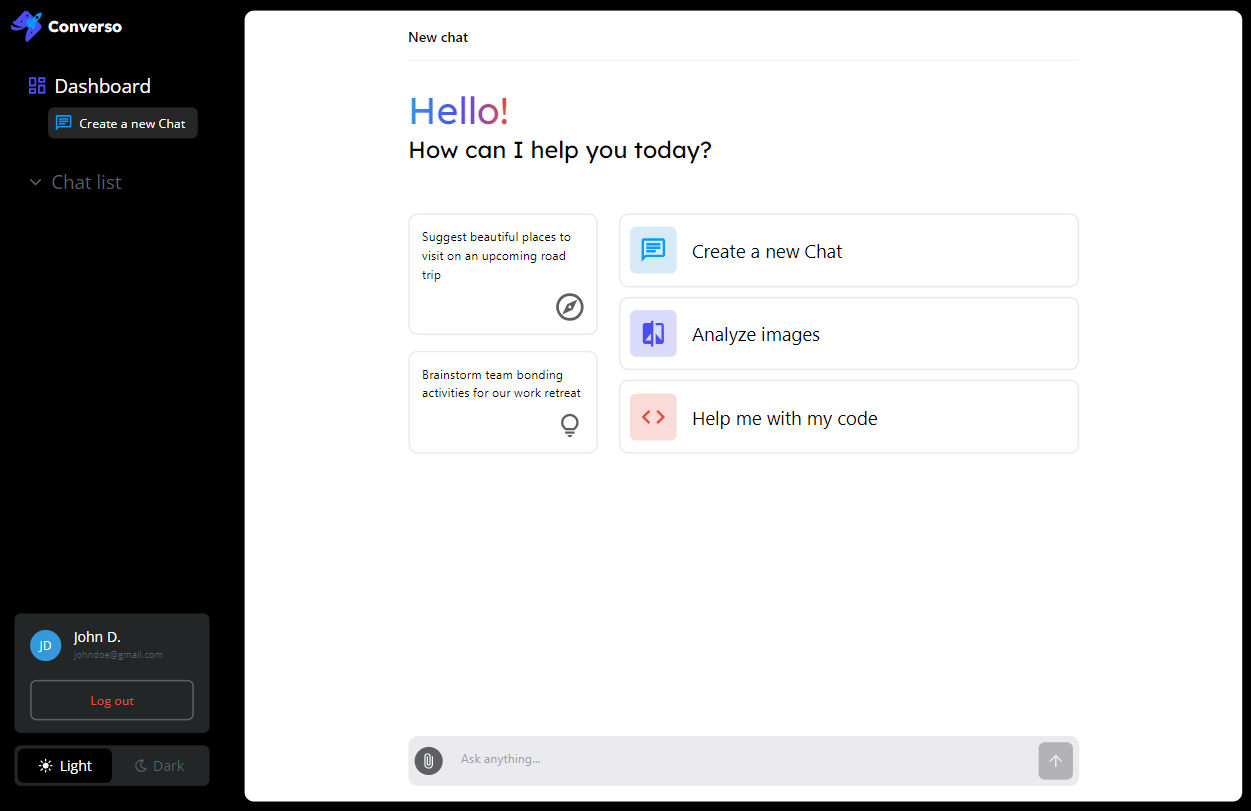 Converso
Dashboard
Create a new Chat
Chat list
John D.
johndoe@gmail.com
Log out
Light
Dark
New chat
Hello!
How can I help you today?
Suggest beautiful places to
visit on an upcoming road
trip
Brainstorm team bonding
activities for our work retreat
Create a new Chat
Analyze images
Help me with my code
Ask anything...
JD